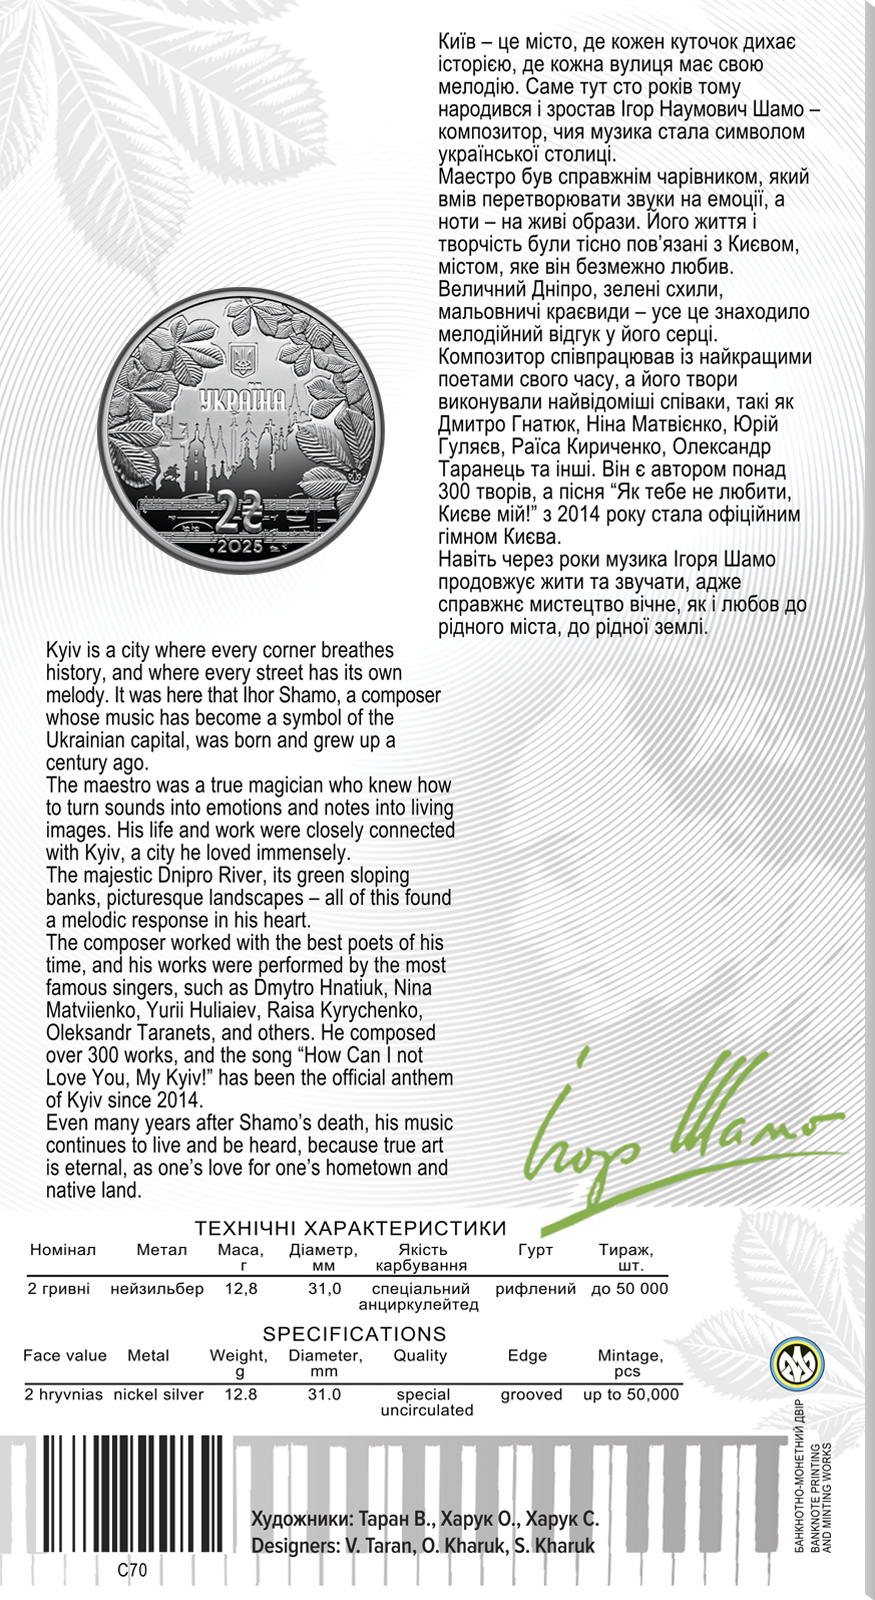 Київ – це місто, де кожен куточок дихає
історією, де кожна вулиця має свою
мелодію. Саме тут сто років тому
народився і зростав Ігор Наумович Шамо –
композитор, чия музика стала символом
української столиці.
Маестро був справжнім чарівником, який
вмів перетворювати звуки на емоції, а
ноти – на живі образи. Його життя і
творчість були тісно пов’язані з Києвом,
містом, яке він безмежно любив.
Величний Дніпро, зелені схили,
мальовничі краєвиди – усе це знаходило
мелодійний відгук у його серці.
Композитор співпрацював із найкращими
поетами свого часу, а його твори
виконували найвідоміші співаки, такі як
Дмитро Гнатюк, Ніна Матвієнко, Юрій
Гуляєв, Раїса Кириченко, Олександр
Таранець та інші. Він є автором понад
300 творів, а пісня “Як тебе не любити,
Києве мій!” з 2014 року стала офіційним
гімном Києва.
Навіть через роки музика Ігоря Шамо
продовжує жити та звучати, адже
справжнє мистецтво вічне, як і любов до
рідного міста, до рідної землі.
УКРАЇНА
2₴
2025
Kyiv is a city where every corner breathes
history, and where every street has its own
melody. It was here that Ihor Shamo, a composer
whose music has become a symbol of the
Ukrainian capital, was born and grew up a
century ago.
The maestro was a true magician who knew how
to turn sounds into emotions and notes into living
images. His life and work were closely connected
with Kyiv, a city he loved immensely.
The majestic Dnipro River, its green sloping
banks, picturesque landscapes – all of this found
a melodic response in his heart.
The composer worked with the best poets of his
time, and his works were performed by the most
famous singers, such as Dmytro Hnatiuk, Nina
Matviienko, Yurii Huliaiev, Raisa Kyrychenko,
Oleksandr Taranets, and others. He composed
over 300 works, and the song “How Can I not
Love You, My Kyiv!” has been the official anthem
of Kyiv since 2014.
Even many years after Shamo’s death, his music
continues to live and be heard, because true art
is eternal, as one’s love for one’s hometown and
native land.
Ігор Шамо
ТЕХНІЧНІ ХАРАКТЕРИСТИКИ
Номінал Метал Маса, г Діаметр, мм Якість карбування Гурт Тираж, шт.
2 гривні нейзильбер 12,8 31,0 спеціальний анциркулейтед рифлений до 50 000
SPECIFICATIONS
Face value Metal Weight, g Diameter, mm Quality Edge Mintage, pcs
2 hryvnias nickel silver 12.8 31.0 special uncirculated grooved up to 50,000
БАНКНОТНО-МОНЕТНИЙ ДВІР
BANKNOTE PRINTING
AND MINTING WORKS
Художники: Таран В., Харук О., Харук С.
Designers: V. Taran, O. Kharuk, S. Kharuk
C70